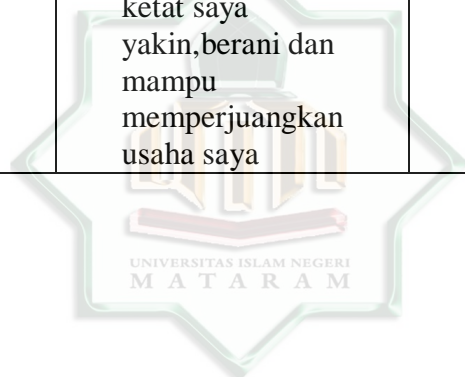 ketat saya
yakin,berani dan
mampu
memperjuangkan
usaha saya
UNIVERSITAS ISLAM NEGERI
M A T A R A M